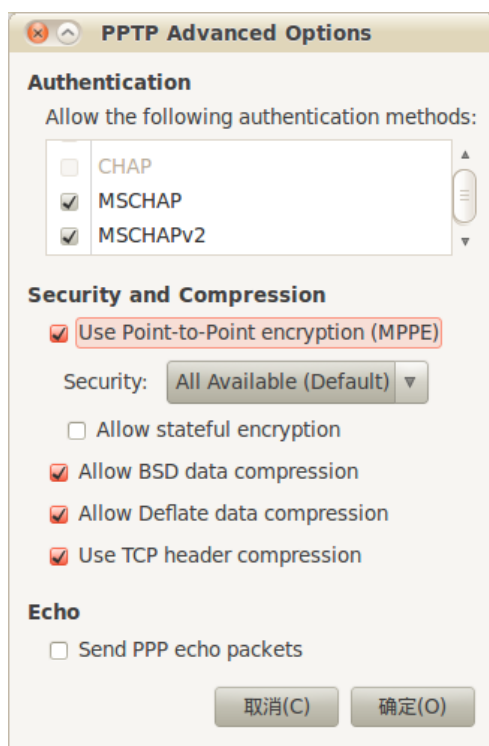 PPTP Advanced Options
Authentication
Allow the following authentication methods:
CHAP
MSCHAP
MSCHAPv2
Security and Compression
Use Point-to-Point encryption (MPPE)
Security: All Available (Default)
Allow stateful encryption
Allow BSD data compression
Allow Deflate data compression
Use TCP header compression
Echo
Send PPP echo packets
取消(C) 确定(O)